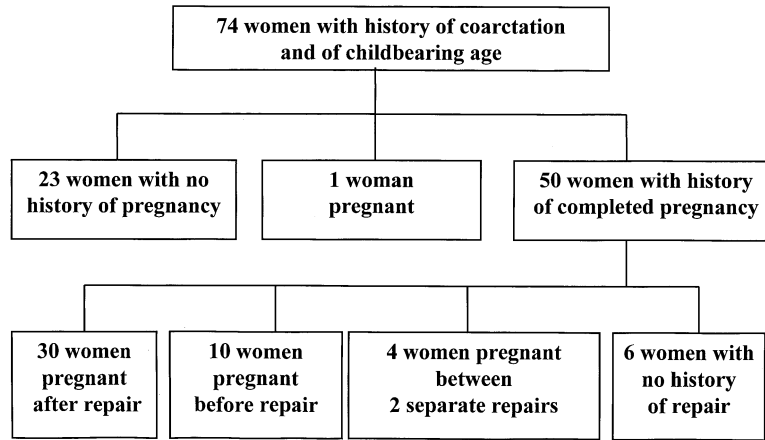 74 women with history of coarctation
and of childbearing age
23 women with no
history of pregnancy
1 woman
pregnant
50 women with history
of completed pregnancy
30 women
pregnant
after repair
10 women
pregnant
before repair
4 women pregnant
between
2 separate repairs
6 women with
no history
of repair